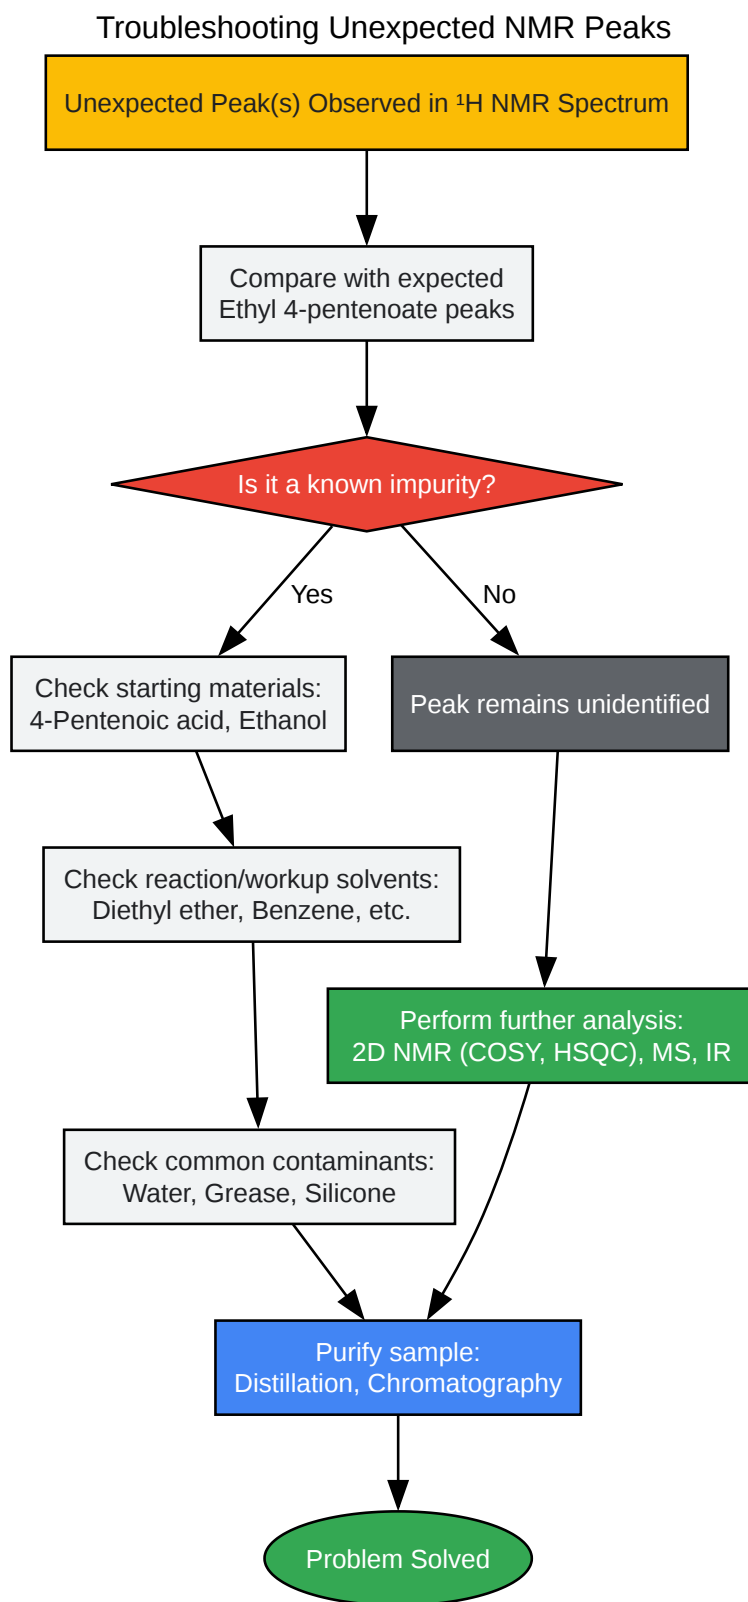 Troubleshooting Unexpected NMR Peaks
Unexpected Peak(s) Observed in ¹H NMR Spectrum
Compare with expected
Ethyl 4-pentenoate peaks
Is it a known impurity?
Yes
No
Check starting materials:
4-Pentenoic acid, Ethanol
Peak remains unidentified
Check reaction/workup solvents:
Diethyl ether, Benzene, etc.
Perform further analysis:
2D NMR (COSY, HSQC), MS, IR
Check common contaminants:
Water, Grease, Silicone
Purify sample:
Distillation, Chromatography
Problem Solved